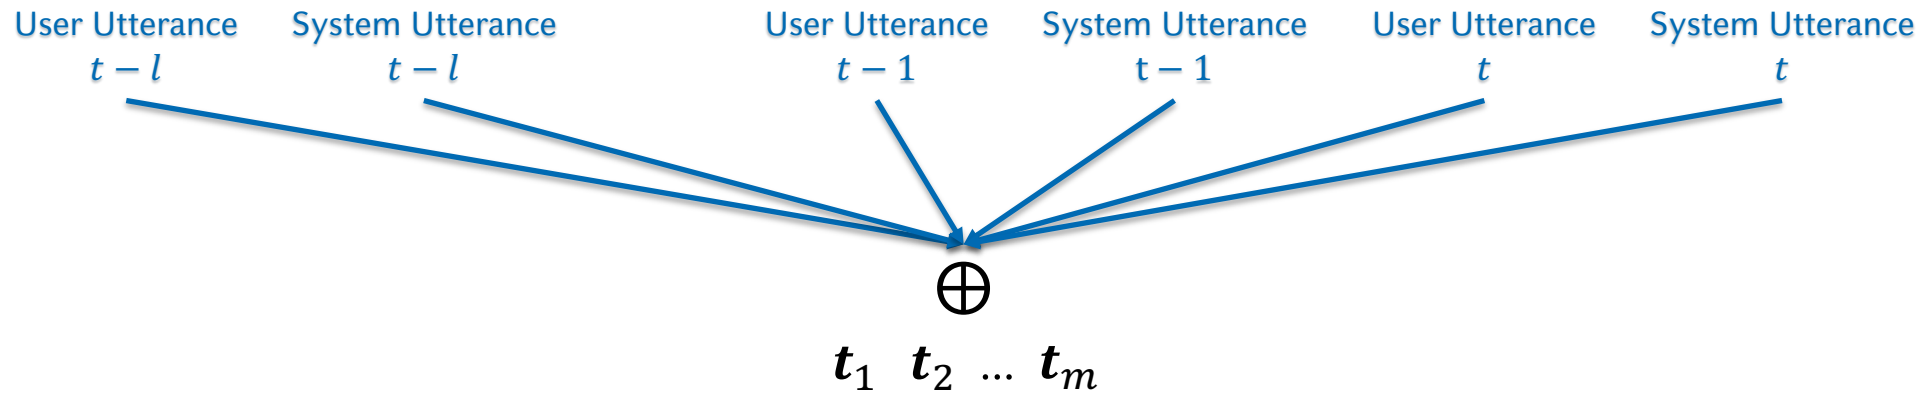 User Utterance System Utterance User Utterance System Utterance User Utterance System Utterance
t − l t − l t − 1 t − 1 t t
⊕
t₁ t₂ ... tₘ